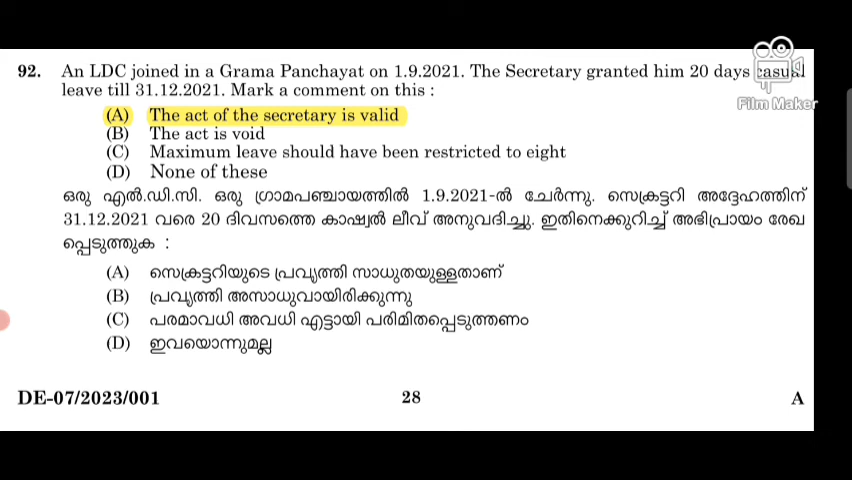 92. An LDC joined in a Grama Panchayat on 1.9.2021. The Secretary granted him 20 days casual
leave till 31.12.2021. Mark a comment on this :
(A) The act of the secretary is valid
(B) The act is void
(C) Maximum leave should have been restricted to eight
(D) None of these
ഒരു എൽ.ഡി.സി. ഒരു ഗ്രാമപഞ്ചായത്തിൽ 1.9.2021-ൽ ചേർന്നു. സെക്രട്ടറി അദ്ദേഹത്തിന്
31.12.2021 വരെ 20 ദിവസത്തെ കാഷ്വൽ ലീവ് അനുവദിച്ചു. ഇതിനെക്കുറിച്ച് അഭിപ്രായം രേഖ
പ്പെടുത്തുക :
(A) സെക്രട്ടറിയുടെ പ്രവൃത്തി സാധുതയുള്ളതാണ്
(B) പ്രവൃത്തി അസാധുവായിരിക്കുന്നു
(C) പരമാവധി അവധി എട്ടായി പരിമിതപ്പെടുത്തണം
(D) ഇവയൊന്നുമല്ല
DE-07/2023/001 28 A
Film Maker